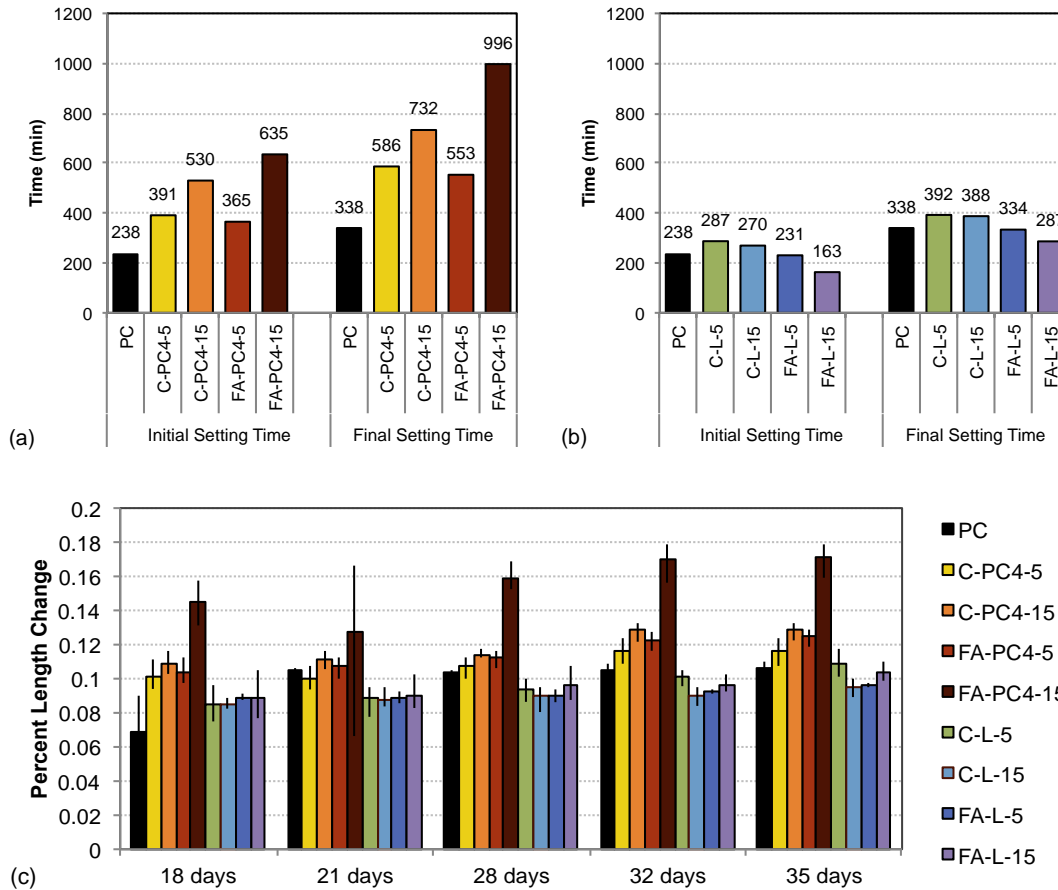 1200
1000
800
600
400
200
0
Time (min)
238
391
530
365
635
338
586
732
553
996
PC
C-PC4-5
C-PC4-15
FA-PC4-5
FA-PC4-15
PC
C-PC4-5
C-PC4-15
FA-PC4-5
FA-PC4-15
Initial Setting Time
Final Setting Time
(a)
1200
1000
800
600
400
200
0
Time (min)
238
287
270
231
163
338
392
388
334
287
PC
C-L-5
C-L-15
FA-L-5
FA-L-15
PC
C-L-5
C-L-15
FA-L-5
FA-L-15
Initial Setting Time
Final Setting Time
(b)
0.2
0.18
0.16
0.14
0.12
0.1
0.08
0.06
0.04
0.02
0
Percent Length Change
18 days
21 days
28 days
32 days
35 days
PC
C-PC4-5
C-PC4-15
FA-PC4-5
FA-PC4-15
C-L-5
C-L-15
FA-L-5
FA-L-15
(c)